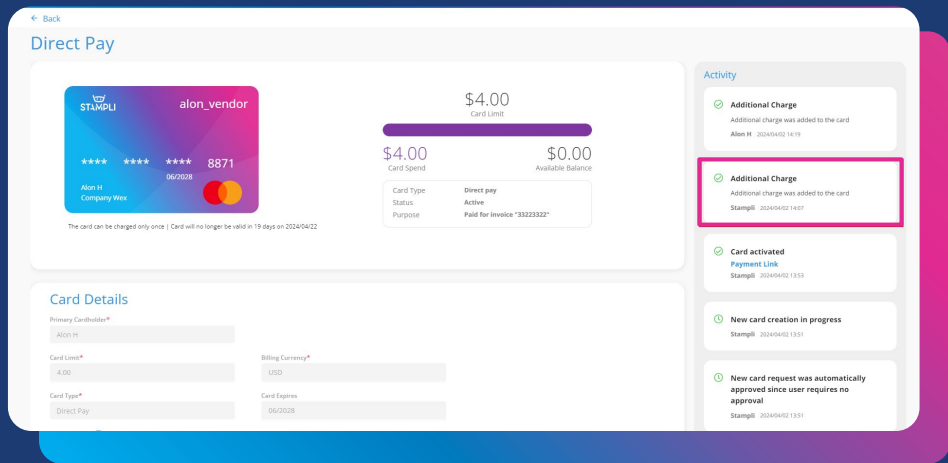 ← Back
Direct Pay
STAMPLI
alon_vendor
**** **** **** 8871
06/2028
Alon H
Company Wex
The card can be charged only once | Card will no longer be valid in 19 days on 2024/04/22
$4.00
Card Limit
$4.00
Card Spend
$0.00
Available Balance
Card Type Direct pay
Status Active
Purpose Paid for invoice "33223322"
Card Details
Primary Cardholder*
Alon H
Card Limit*
4.00
Billing Currency*
USD
Card Type*
Direct Pay
Card Expires
06/2028
Activity
Additional Charge
Additional charge was added to the card
Alon H 2024/04/02 14:19
Additional Charge
Additional charge was added to the card
Stampli 2024/04/02 14:07
Card activated
Payment Link
Stampli 2024/04/02 13:53
New card creation in progress
Stampli 2024/04/02 13:51
New card request was automatically
approved since user requires no
approval
Stampli 2024/04/02 13:51